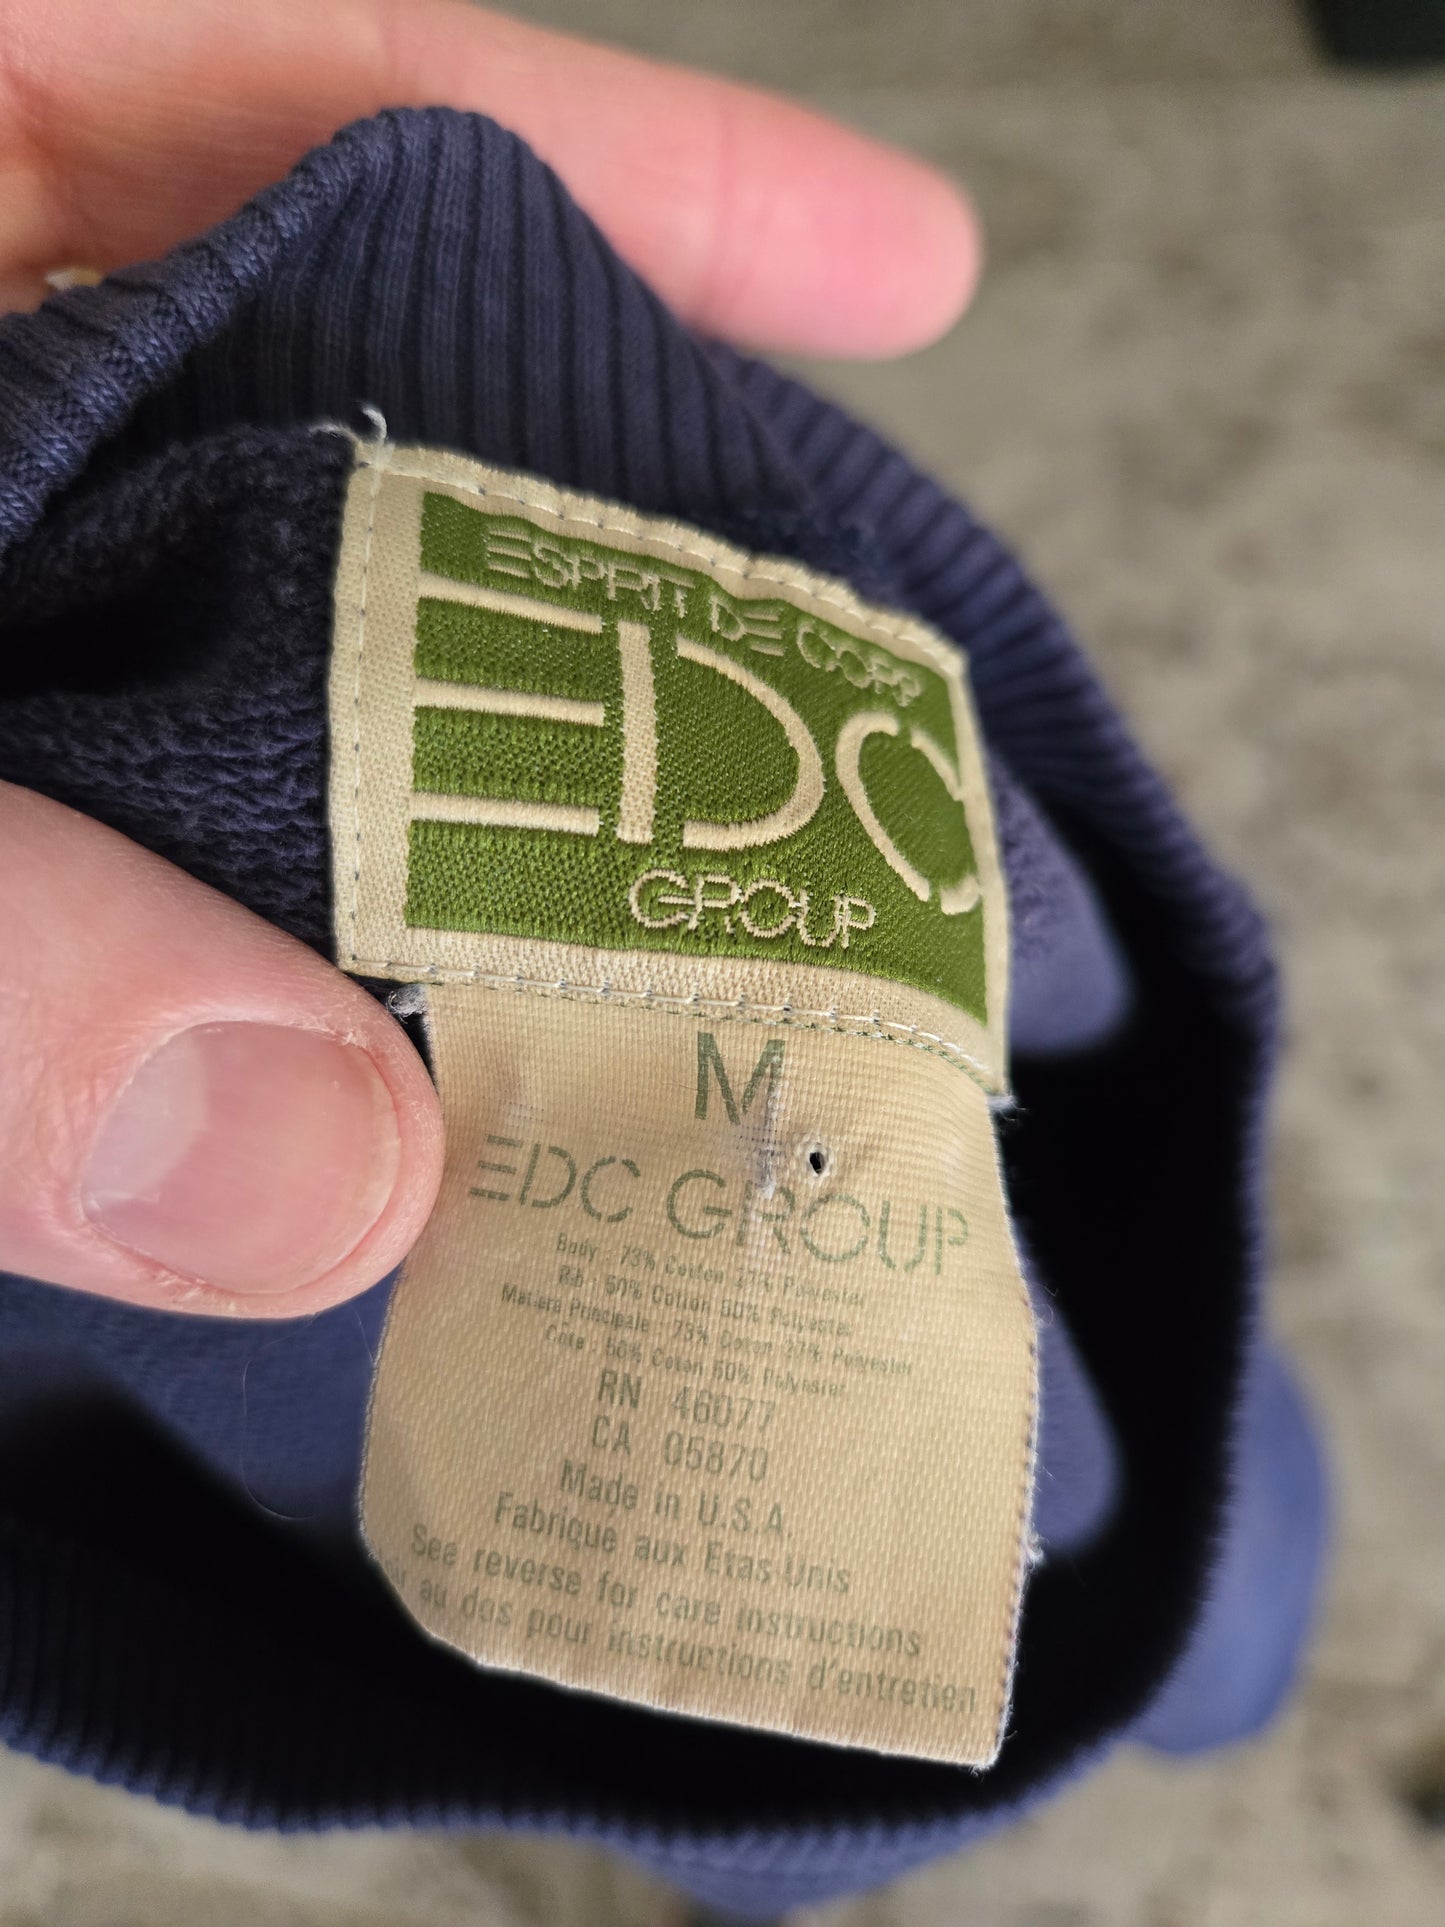 ESPRIT DE CORPS
EDC
GROUP
M
EDC GROUP
Body : 73% Cotton 27% Polyester
Rib : 50% Cotton 50% Polyester
Matiere Principale : 73% Coton 27% Polyester
Côte : 50% Coton 50% Polyester
RN 46077
CA 05870
Made in U.S.A.
Fabrique aux Etas.Unis
See reverse for care instructions
au dos pour instructions d'entretien